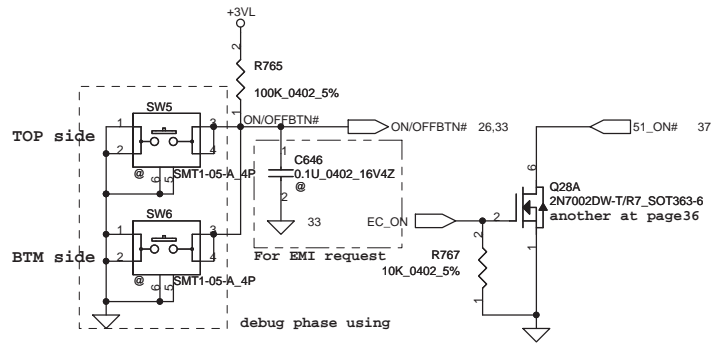 +3VL
2
R765
100K_0402_5%
1
SW5
TOP side
1
2
3
4
@
6
5
SMT1-05-A_4P
ON/OFFBTN#
ON/OFFBTN# 26,33
1
C646
0.1U_0402_16V4Z
@
2
33
For EMI request
SW6
BTM side
1
2
3
4
@
6
5
SMT1-05-A_4P
debug phase using
EC_ON
2
R767
10K_0402_5%
1
51_ON# 37
6
Q28A
2N7002DW-T/R7_SOT363-6
another at page36
2
1